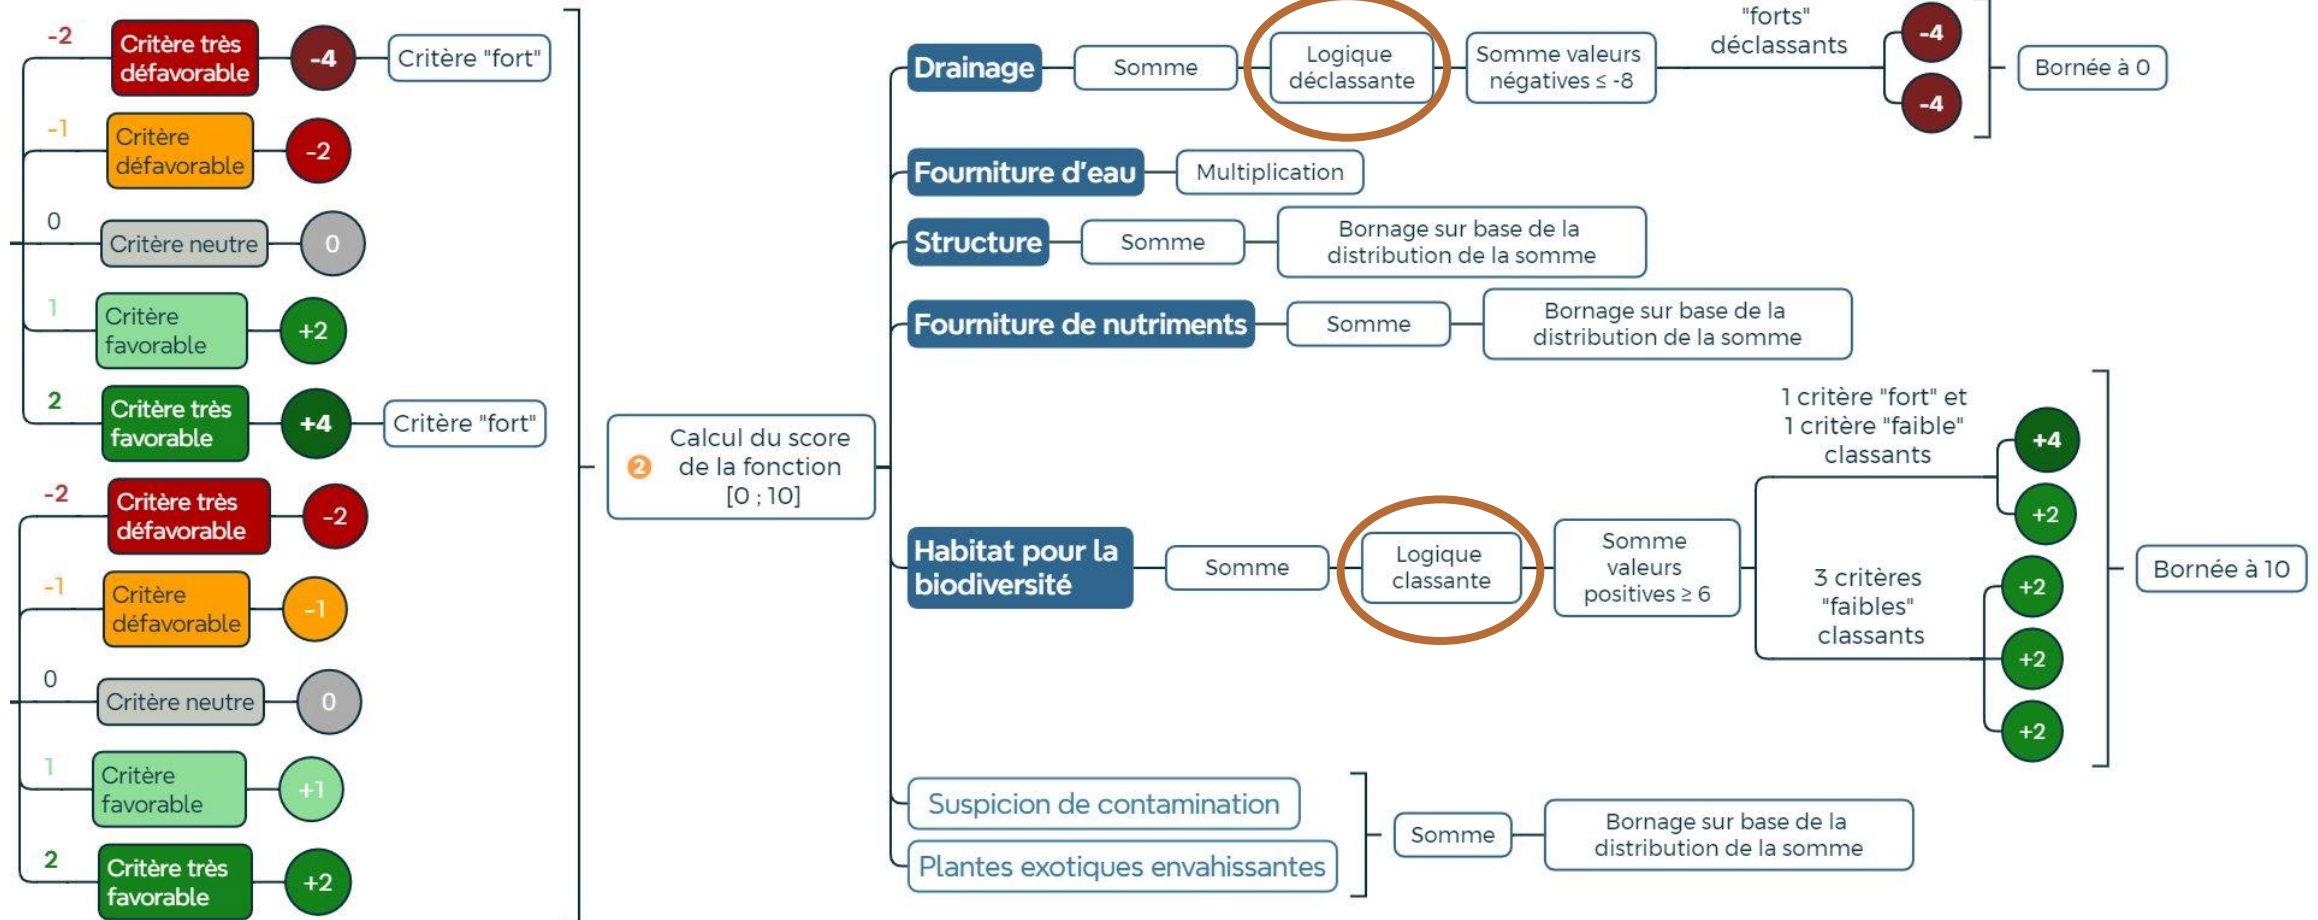 -2
Critère très
défavorable
-4
Critère "fort"
-1
Critère
défavorable
-2
0
Critère neutre
0
1
Critère
favorable
+2
2
Critère très
favorable
+4
Critère "fort"
-2
Critère très
défavorable
-2
-1
Critère
défavorable
-1
0
Critère neutre
0
1
Critère
favorable
+1
2
Critère très
favorable
+2
2
Calcul du score
de la fonction
[0 ; 10]
Drainage
Somme
Logique
déclassante
Somme valeurs
négatives ≤ -8
"forts"
déclassants
-4
-4
Bornée à 0
Fourniture d'eau
Multiplication
Structure
Somme
Bornage sur base de la
distribution de la somme
Fourniture de nutriments
Somme
Bornage sur base de la
distribution de la somme
Habitat pour la
biodiversité
Somme
Logique
classante
Somme
valeurs
positives ≥ 6
1 critère "fort" et
1 critère "faible"
classants
+4
+2
3 critères
"faibles"
classants
+2
+2
+2
Bornée à 10
Suspicion de contamination
Plantes exotiques envahissantes
Somme
Bornage sur base de la
distribution de la somme